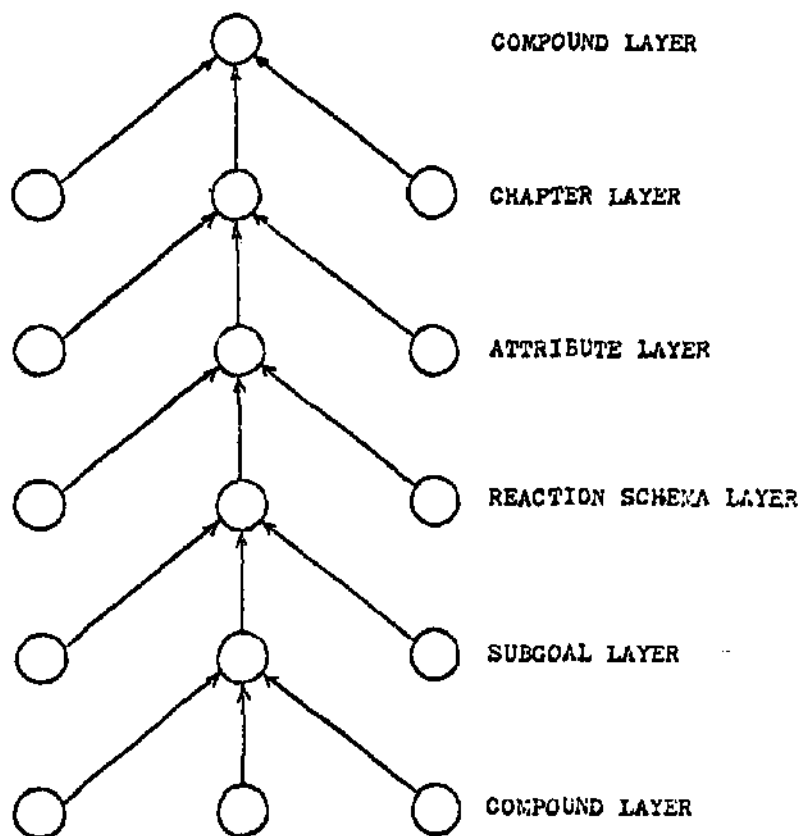 COMPOUND LAYER
CHAPTER LAYER
ATTRIBUTE LAYER
REACTION SCHEMA LAYER
SUBGOAL LAYER
COMPOUND LAYER